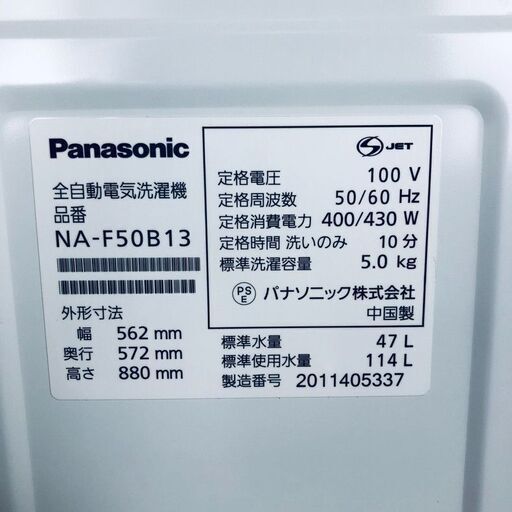 Panasonic
全自動電気洗濯機
品番
NA-F50B13
外形寸法
幅 562 mm
奥行 572 mm
高さ 880 mm
S JET
定格電圧 100 V
定格周波数 50/60 Hz
定格消費電力 400/430 W
定格時間 洗いのみ 10分
標準洗濯容量 5.0 kg
PS E パナソニック株式会社
中国製
標準水量 47 L
標準使用水量 114 L
製造番号 2011405337